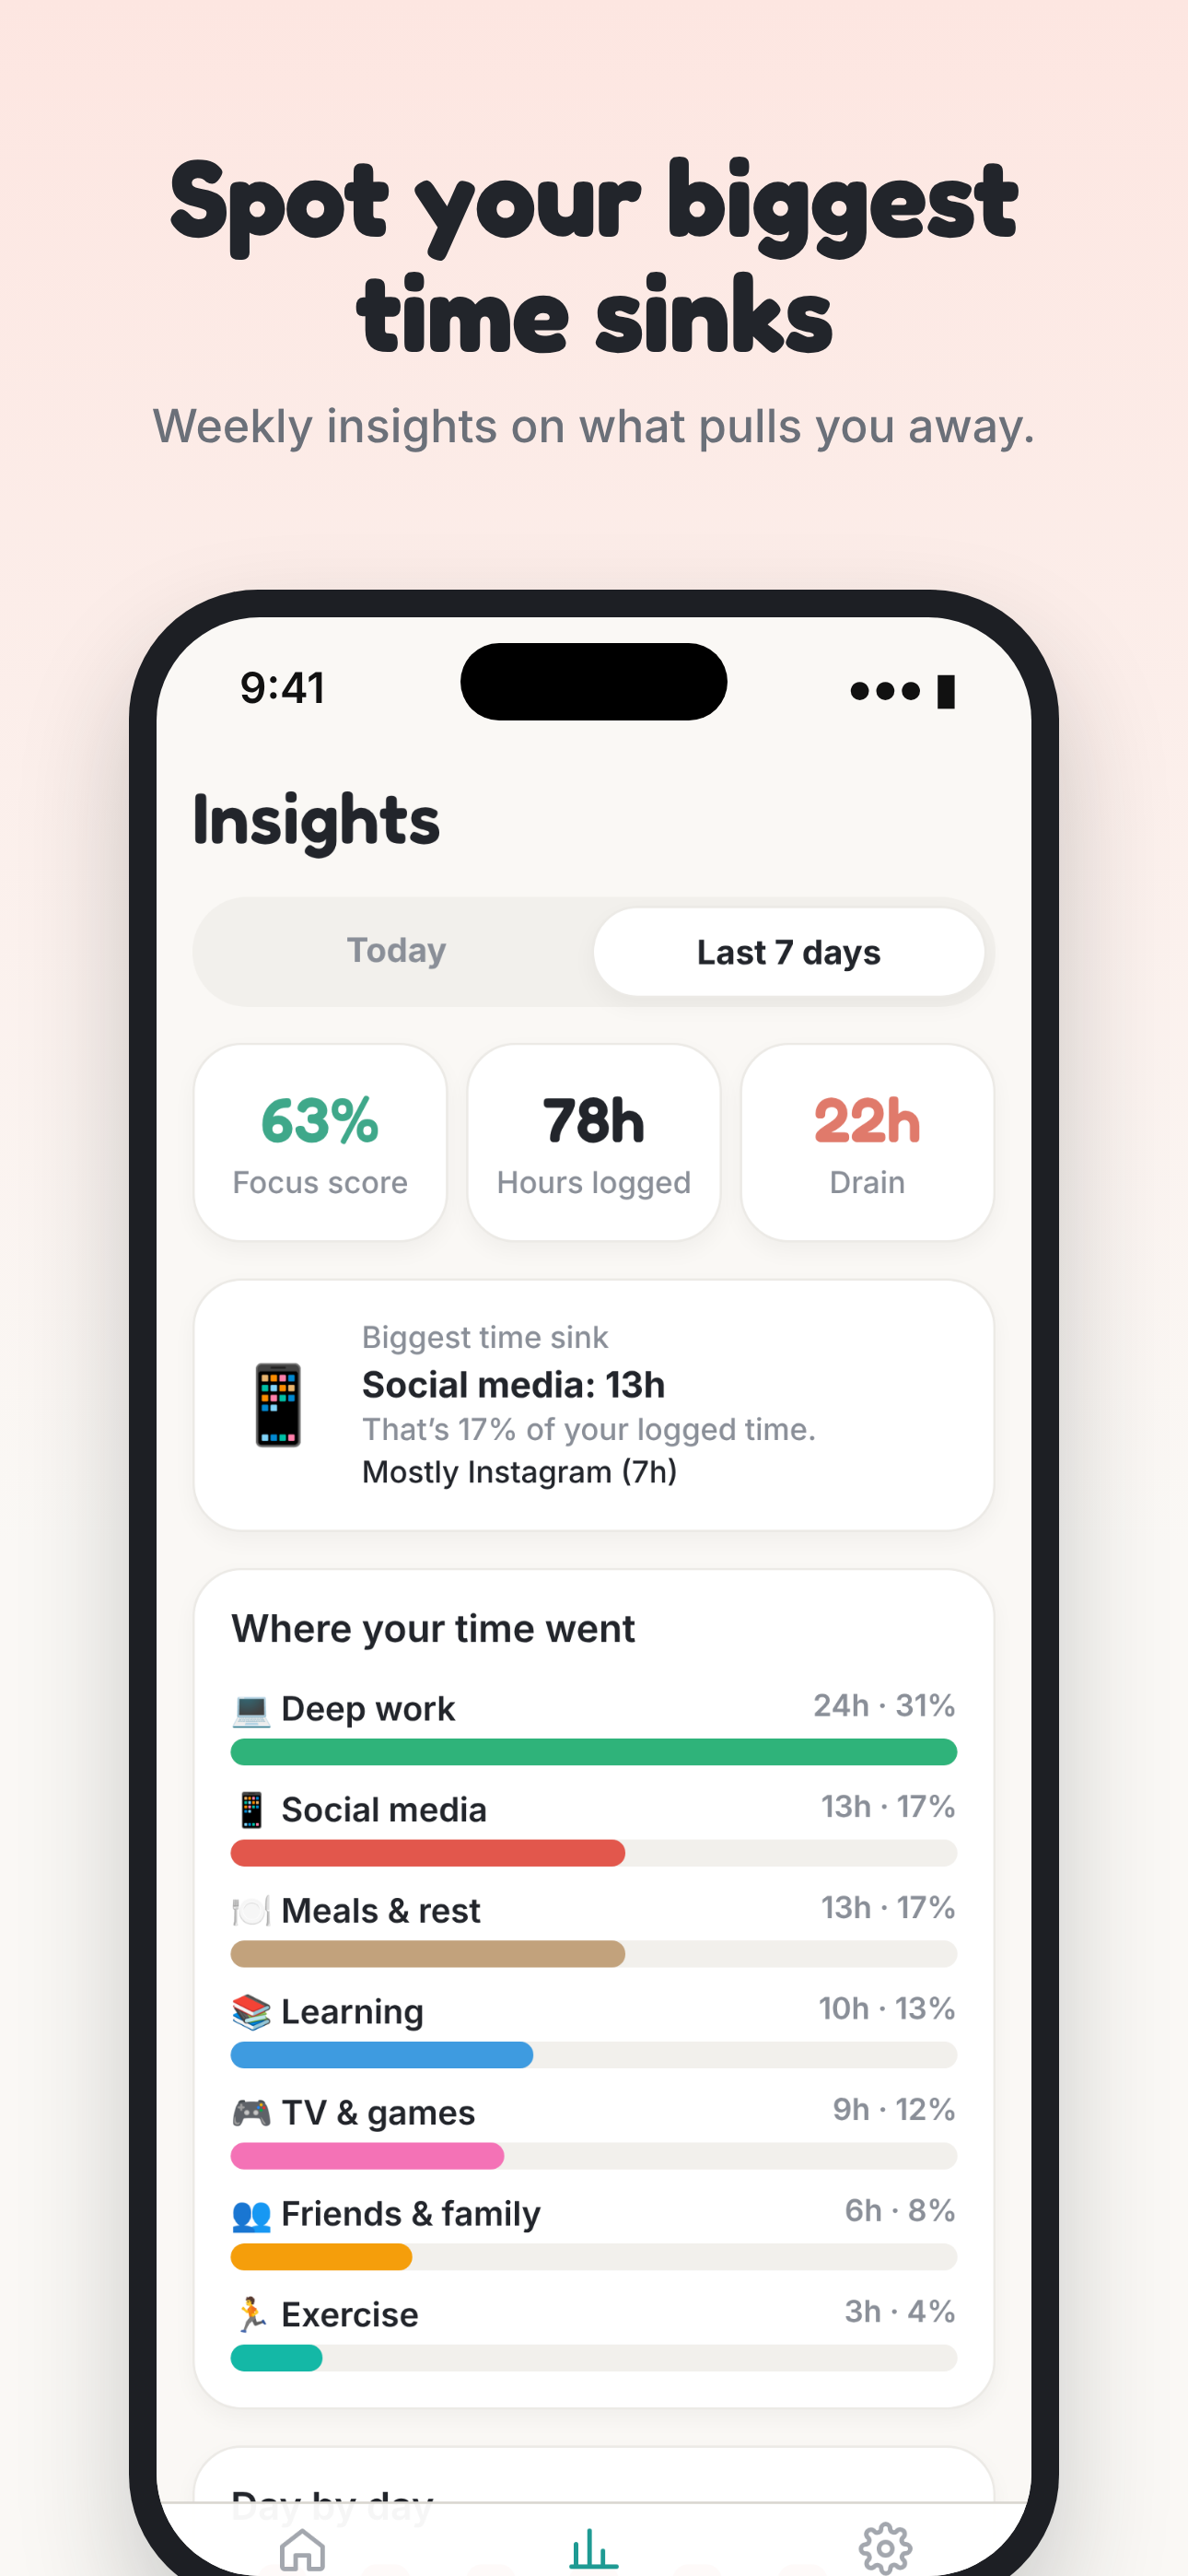 Spot your biggest
time sinks
Weekly insights on what pulls you away.
9:41
Insights
Today
Last 7 days
63%
Focus score
78h
Hours logged
22h
Drain
Biggest time sink
Social media: 13h
That’s 17% of your logged time.
Mostly Instagram (7h)
Where your time went
Deep work 24h · 31%
Social media 13h · 17%
Meals & rest 13h · 17%
Learning 10h · 13%
TV & games 9h · 12%
Friends & family 6h · 8%
Exercise 3h · 4%
Day by day